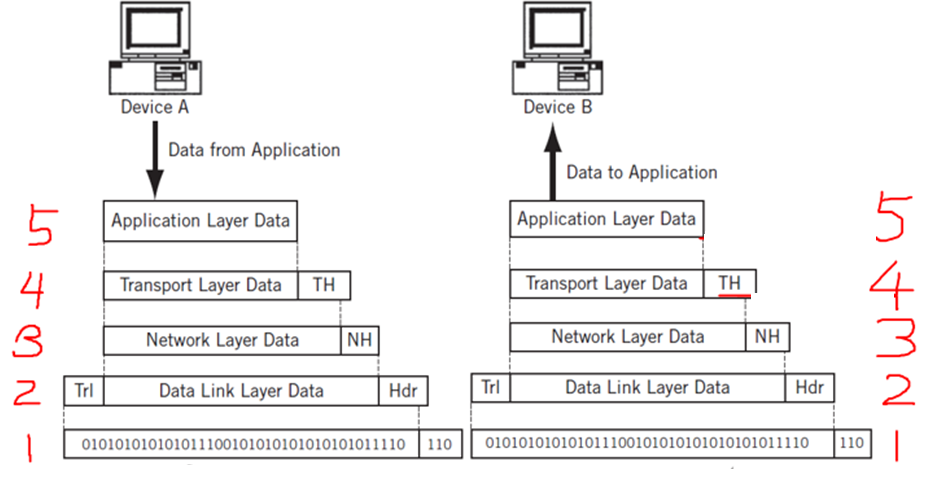 Device A
Device B
Data from Application
Data to Application
5 Application Layer Data Application Layer Data 5
4 Transport Layer Data TH Transport Layer Data TH 4
3 Network Layer Data NH Network Layer Data NH 3
2 Trl Data Link Layer Data Hdr Trl Data Link Layer Data Hdr 2
1 0101010101010111001010101010101011110 110 0101010101010111001010101010101011110 110 1